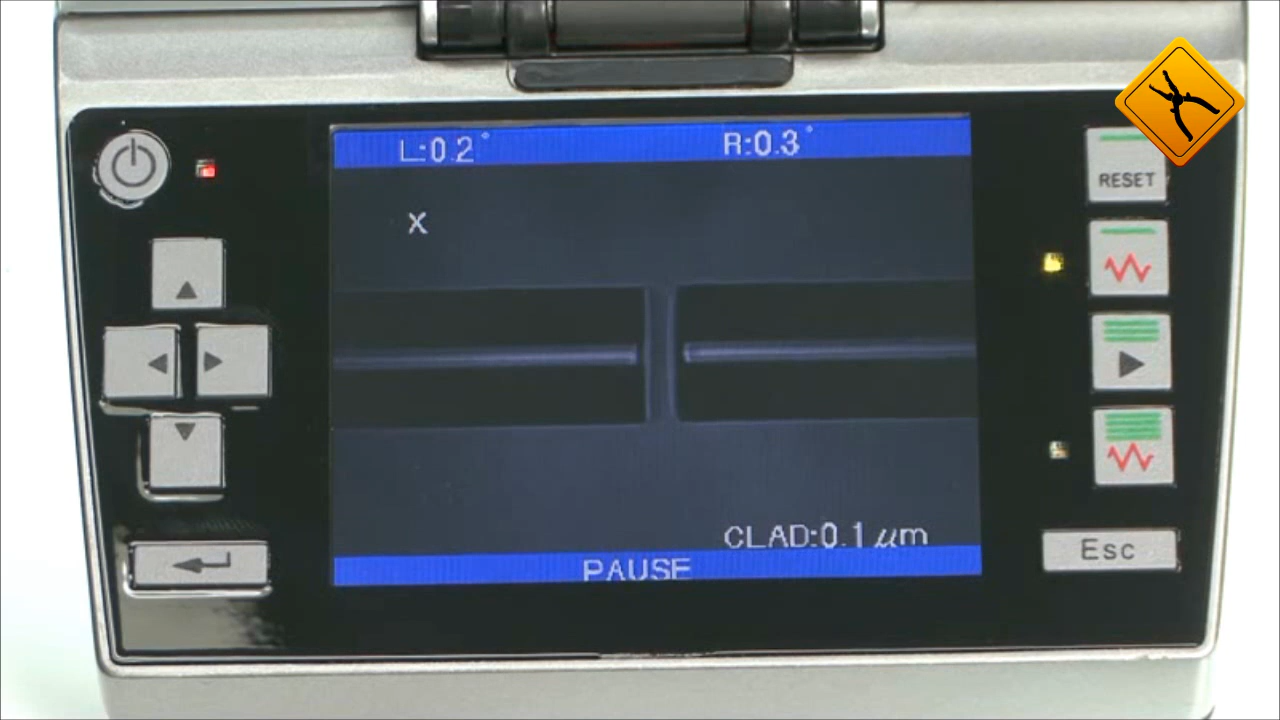 L:0.2° R:0.3°
RESET
X
CLAD:0.1 μm
Esc
PAUSE